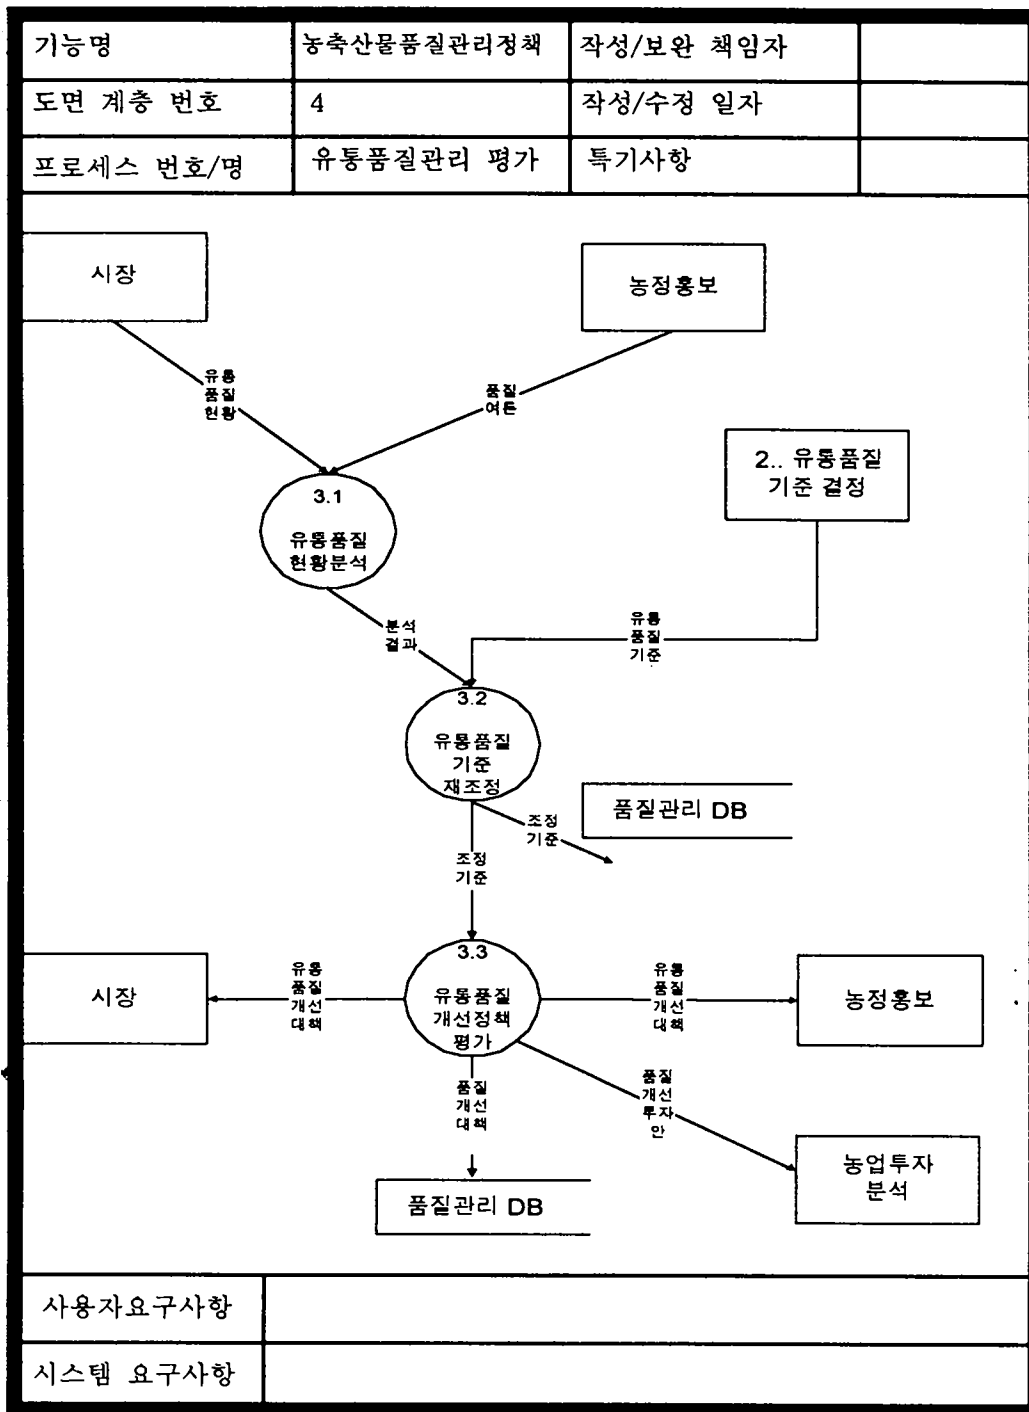 기능명 농축산물품질관리정책 작성/보완 책임자
도면 계층 번호 4 작성/수정 일자
프로세스 번호/명 유통품질관리 평가 특기사항
시장
농정홍보
유통
품질
현황
품질
여론
2.. 유통품질
기준 결정
3.1
유통품질
현황분석
분석
결과
유통
품질
기준
3.2
유통품질
기준
재조정
품질관리 DB
조정
기준
조정
기준
3.3
유통품질
개선정책
평가
시장
유통
품질
개선
대책
유통
품질
개선
대책
농정홍보
품질
개선
대책
품질
개선
투자
안
농업투자
분석
품질관리 DB
사용자요구사항
시스템 요구사항